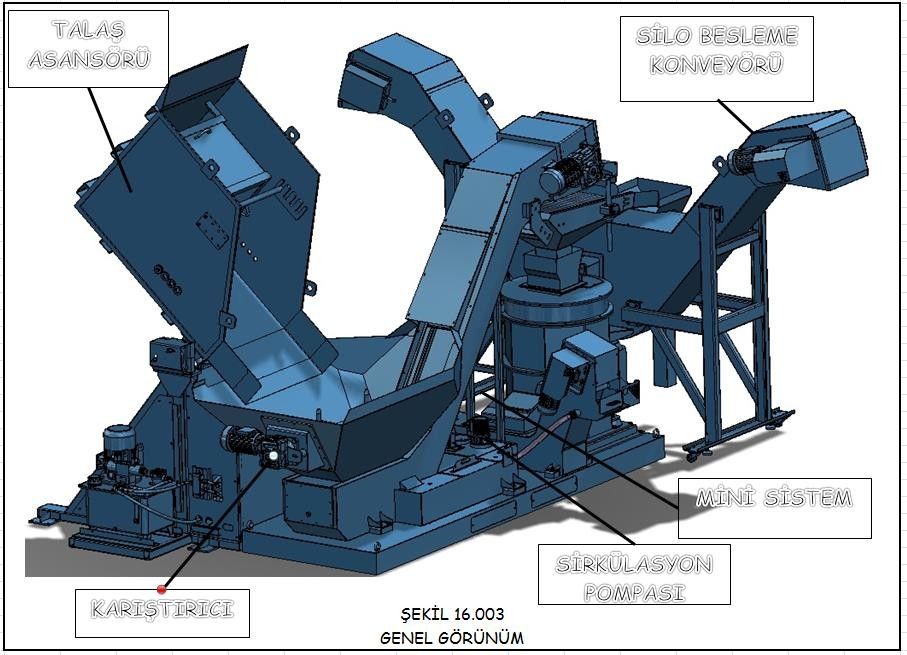 TALAŞ
ASANSÖRÜ
SİLO BESLEME
KONVEYÖRÜ
MİNİ SİSTEM
SİRKÜLASYON
POMPASI
KARIŞTIRICI
ŞEKİL 16.003
GENEL GÖRÜNÜM